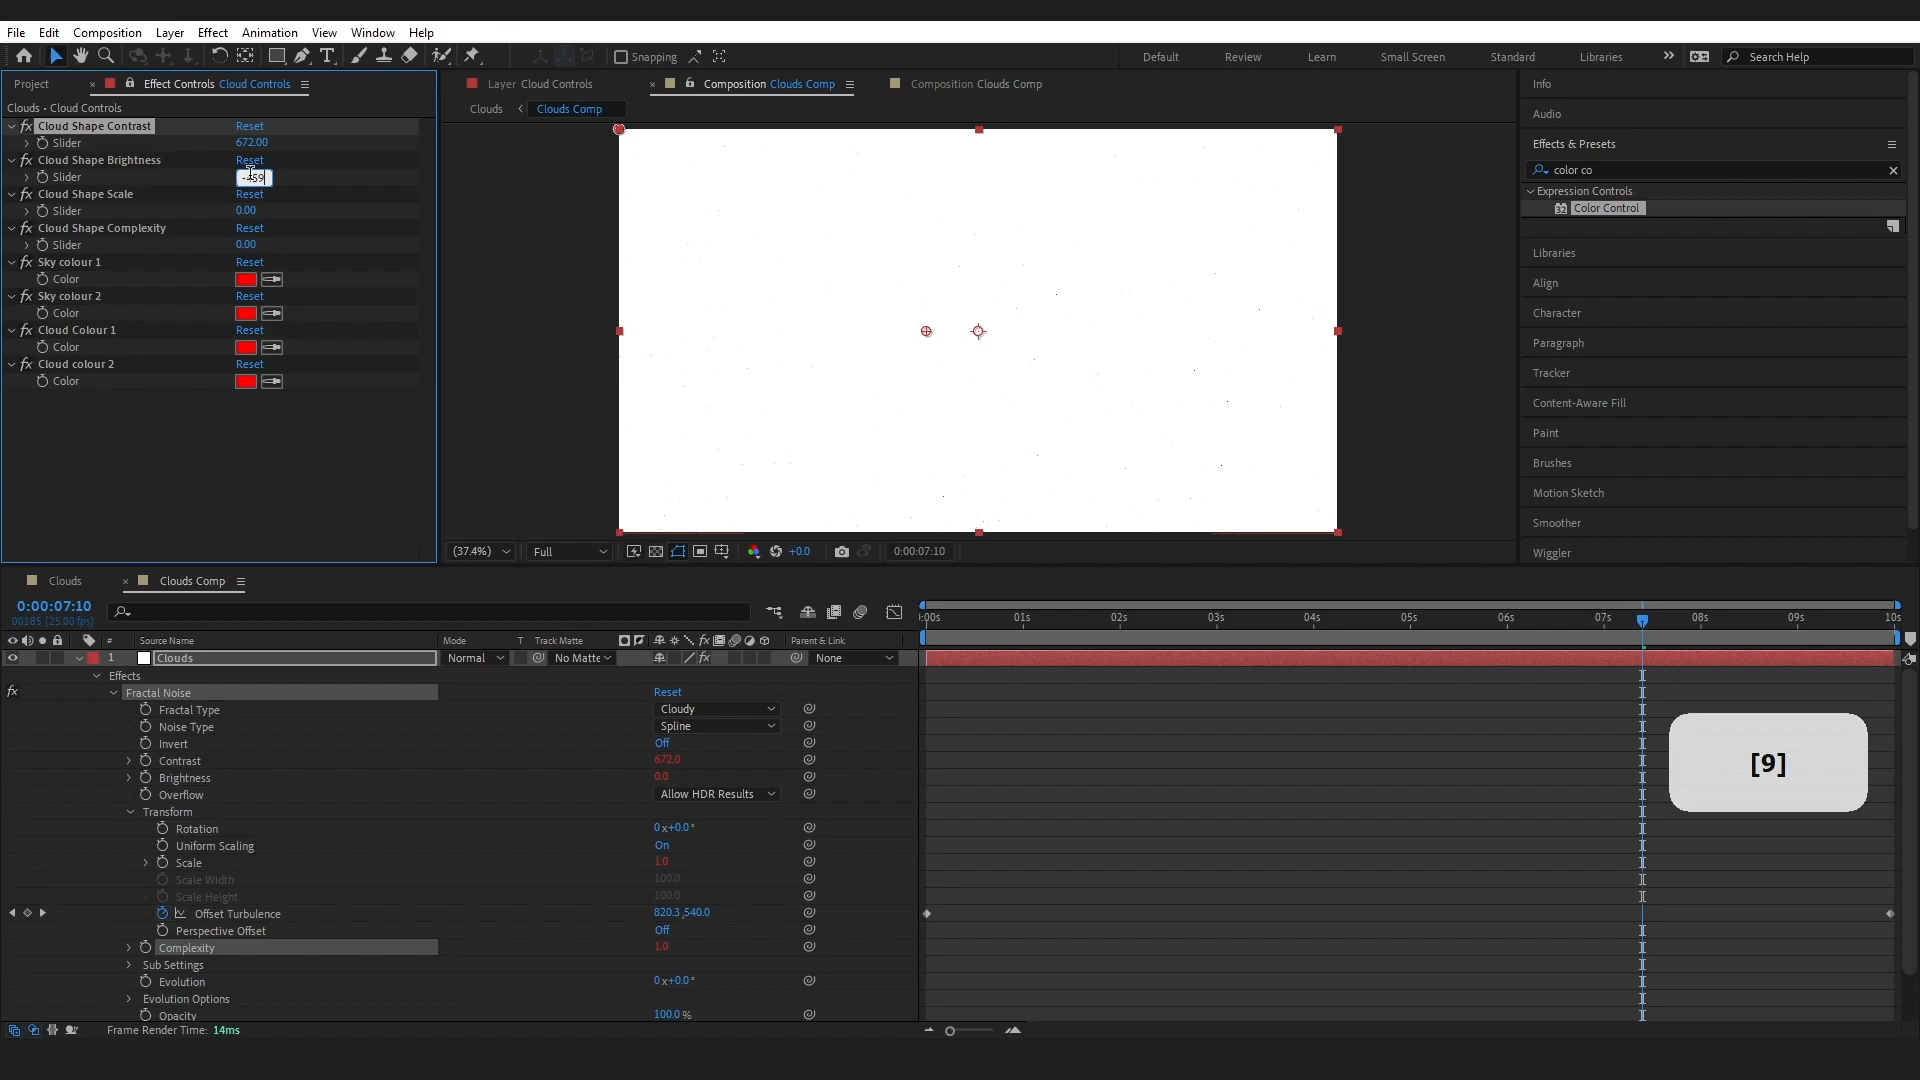 File Edit Composition Layer Effect Animation View Window Help
Snapping Default Review Learn Small Screen Standard Libraries » Search Help
Project × Effect Controls Cloud Controls
Layer Cloud Controls × Composition Clouds Comp Composition Clouds Comp
Clouds • Cloud Controls
Clouds < Clouds Comp
Cloud Shape Contrast Reset
Slider 672.00
Cloud Shape Brightness Reset
Slider -459
Cloud Shape Scale Reset
Slider 0.00
Cloud Shape Complexity Reset
Slider 0.00
Sky colour 1 Reset
Color
Sky colour 2 Reset
Color
Cloud Colour 1 Reset
Color
Cloud colour 2 Reset
Color
(37.4%) Full +0.0 0:00:07:10
Info
Audio
Effects & Presets
color co
Expression Controls
32 Color Control
Libraries
Align
Character
Paragraph
Tracker
Content-Aware Fill
Paint
Brushes
Motion Sketch
Smoother
Wiggler
Clouds × Clouds Comp
0:00:07:10
00185 (25.00 fps)
:00s 01s 02s 03s 04s 05s 06s 07s 08s 09s 10s
# Source Name Mode T Track Matte fx Parent & Link
1 Clouds Normal No Matte fx None
Effects
fx Fractal Noise Reset
Fractal Type Cloudy
Noise Type Spline
Invert Off
Contrast 672.0
Brightness 0.0
Overflow Allow HDR Results
Transform
Rotation 0x+0.0°
Uniform Scaling On
Scale 1.0
Scale Width 100.0
Scale Height 100.0
Offset Turbulence 820.3,540.0
Perspective Offset Off
Complexity 1.0
Sub Settings
Evolution 0x+0.0°
Evolution Options
Opacity 100.0%
Frame Render Time: 14ms
[9]